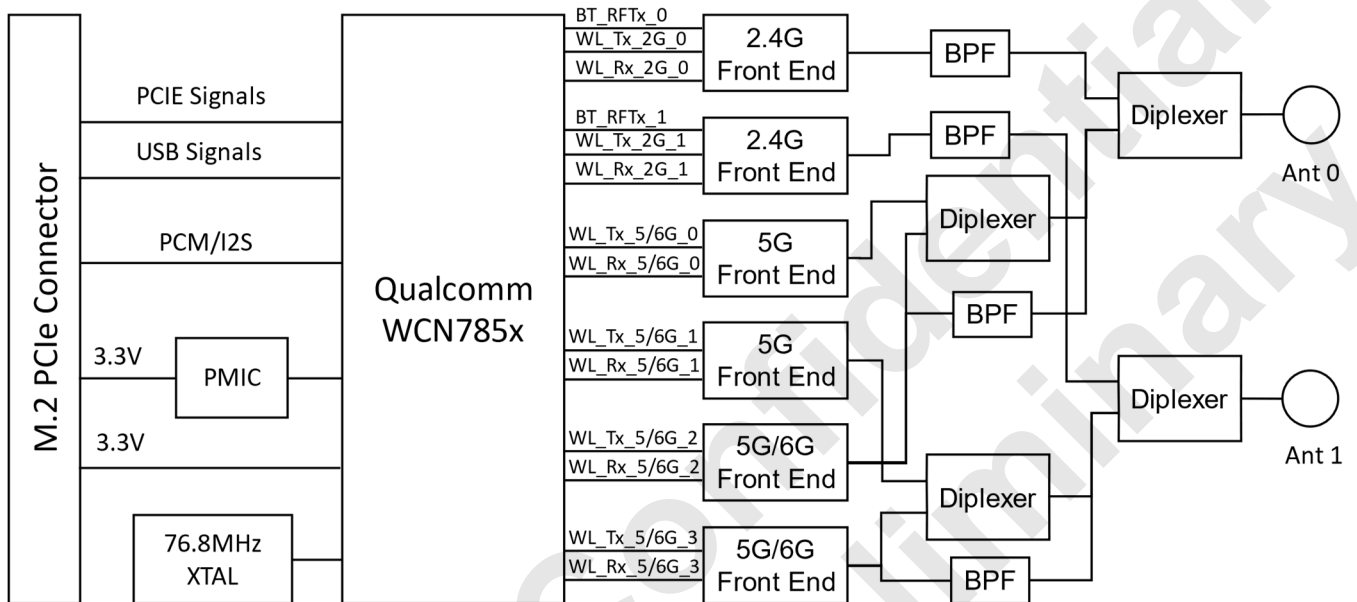 M.2 PCIe Connector
PCIE Signals
USB Signals
PCM/I2S
3.3V
PMIC
3.3V
76.8MHz
XTAL
Qualcomm
WCN785x
BT_RFTx_0
WL_Tx_2G_0
WL_Rx_2G_0
2.4G
Front End
BPF
BT_RFTx_1
WL_Tx_2G_1
WL_Rx_2G_1
2.4G
Front End
BPF
WL_Tx_5/6G_0
WL_Rx_5/6G_0
5G
Front End
Diplexer
BPF
WL_Tx_5/6G_1
WL_Rx_5/6G_1
5G
Front End
WL_Tx_5/6G_2
WL_Rx_5/6G_2
5G/6G
Front End
Diplexer
WL_Tx_5/6G_3
WL_Rx_5/6G_3
5G/6G
Front End
BPF
Diplexer
Ant 0
Diplexer
Ant 1
Confidential